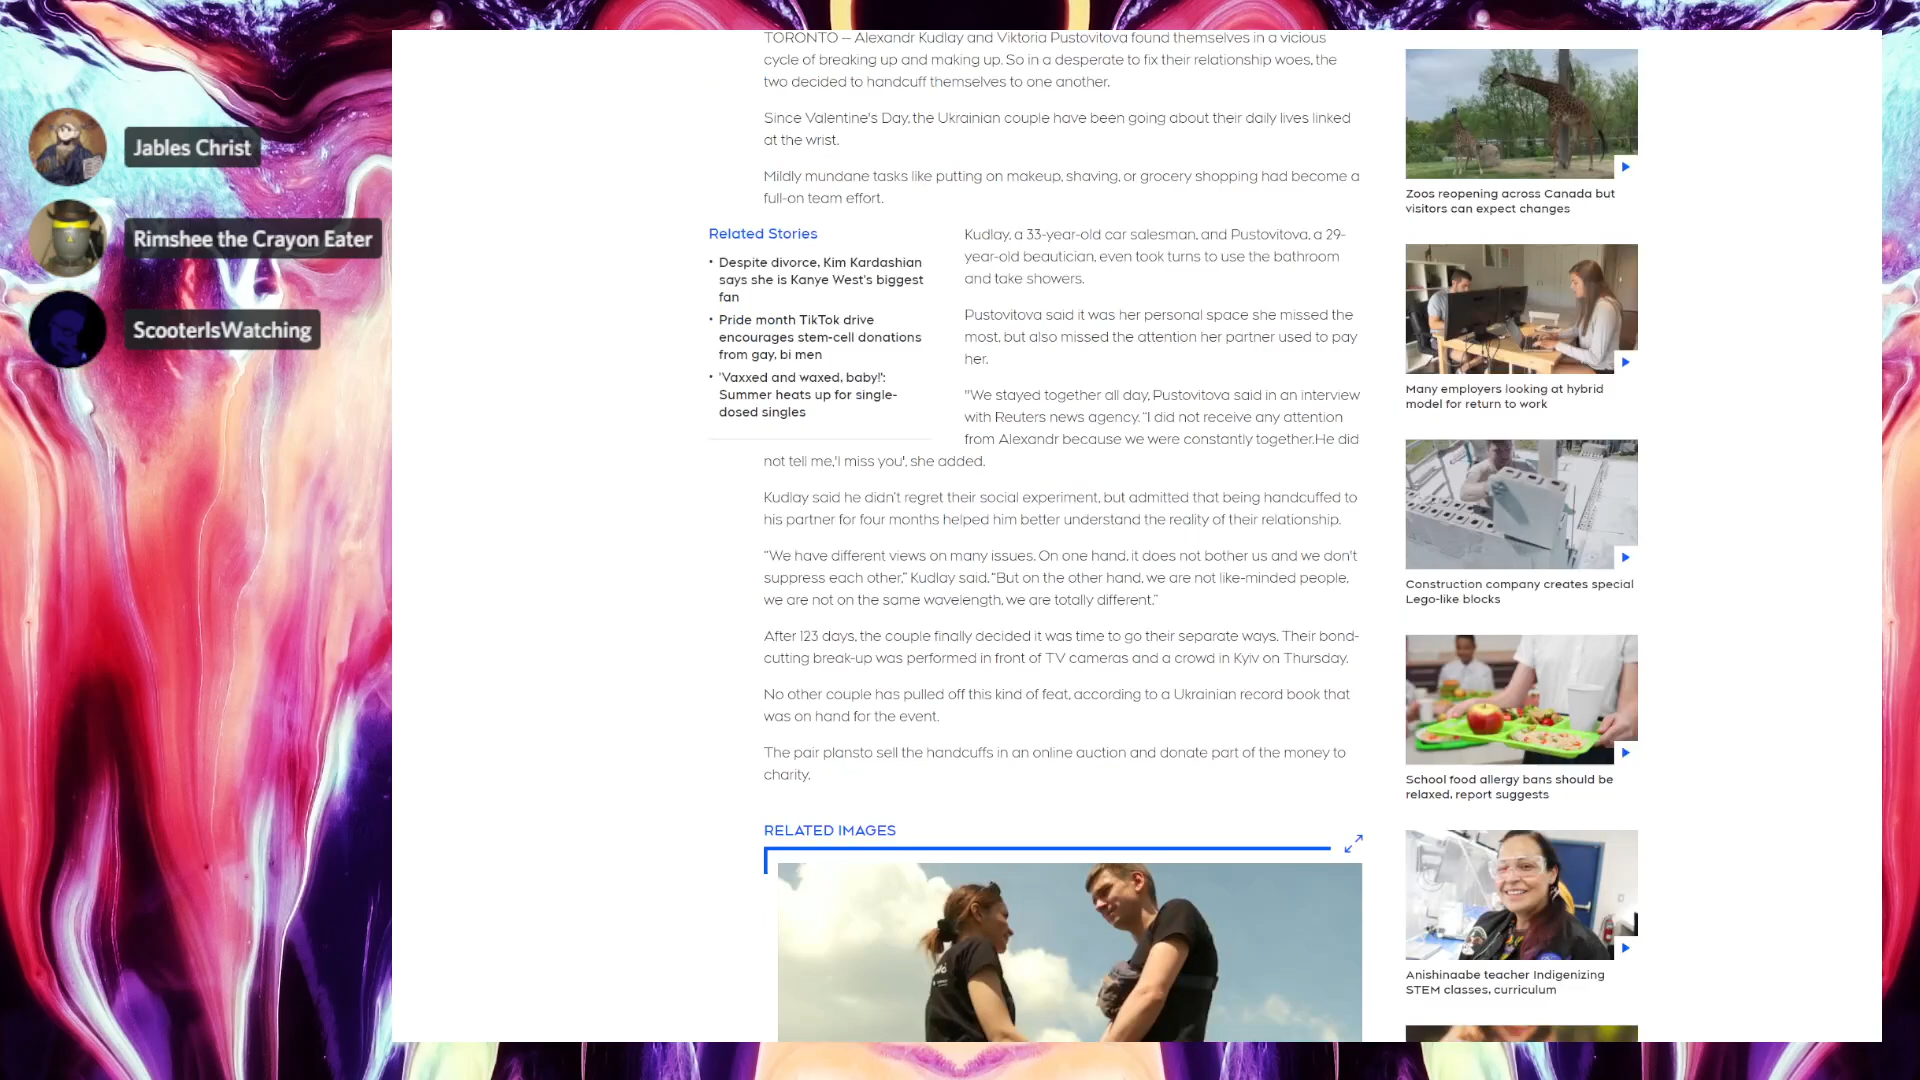 Jables Christ
Rimshee the Crayon Eater
ScooterIsWatching
TORONTO — Alexandr Kudlay and Viktoria Pustovitova found themselves in a vicious
cycle of breaking up and making up. So in a desperate to fix their relationship woes, the
two decided to handcuff themselves to one another.
Since Valentine's Day, the Ukrainian couple have been going about their daily lives linked
at the wrist.
Mildly mundane tasks like putting on makeup, shaving, or grocery shopping had become a
full-on team effort.
Related Stories
• Despite divorce, Kim Kardashian
says she is Kanye West's biggest
fan
• Pride month TikTok drive
encourages stem-cell donations
from gay, bi men
• 'Vaxxed and waxed, baby!':
Summer heats up for single-
dosed singles
Kudlay, a 33-year-old car salesman, and Pustovitova, a 29-
year-old beautician, even took turns to use the bathroom
and take showers.
Pustovitova said it was her personal space she missed the
most, but also missed the attention her partner used to pay
her.
"We stayed together all day, Pustovitova said in an interview
with Reuters news agency. “I did not receive any attention
from Alexandr because we were constantly together.He did
not tell me,'I miss you', she added.
Kudlay said he didn’t regret their social experiment, but admitted that being handcuffed to
his partner for four months helped him better understand the reality of their relationship.
“We have different views on many issues. On one hand, it does not bother us and we don't
suppress each other,” Kudlay said. “But on the other hand, we are not like-minded people,
we are not on the same wavelength, we are totally different.”
After 123 days, the couple finally decided it was time to go their separate ways. Their bond-
cutting break-up was performed in front of TV cameras and a crowd in Kyiv on Thursday.
No other couple has pulled off this kind of feat, according to a Ukrainian record book that
was on hand for the event.
The pair plansto sell the handcuffs in an online auction and donate part of the money to
charity.
RELATED IMAGES
Zoos reopening across Canada but
visitors can expect changes
Many employers looking at hybrid
model for return to work
Construction company creates special
Lego-like blocks
School food allergy bans should be
relaxed, report suggests
Anishinaabe teacher Indigenizing
STEM classes, curriculum